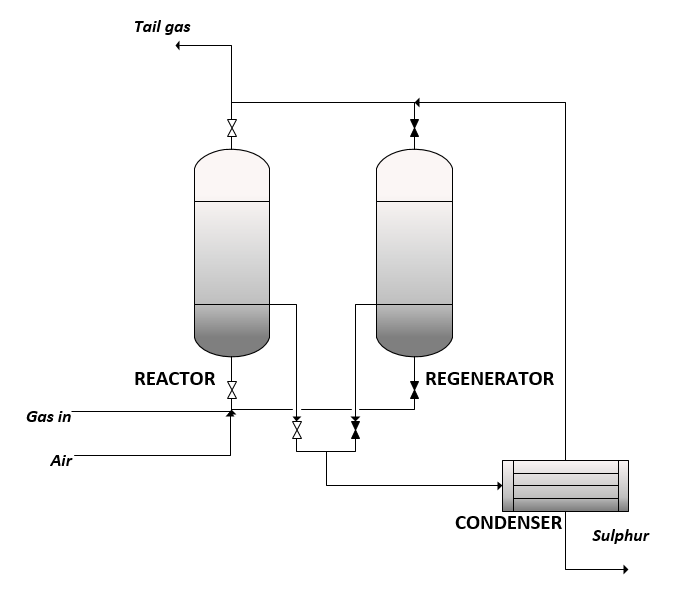 Tail gas
REACTOR
REGENERATOR
Gas in
Air
CONDENSER
Sulphur